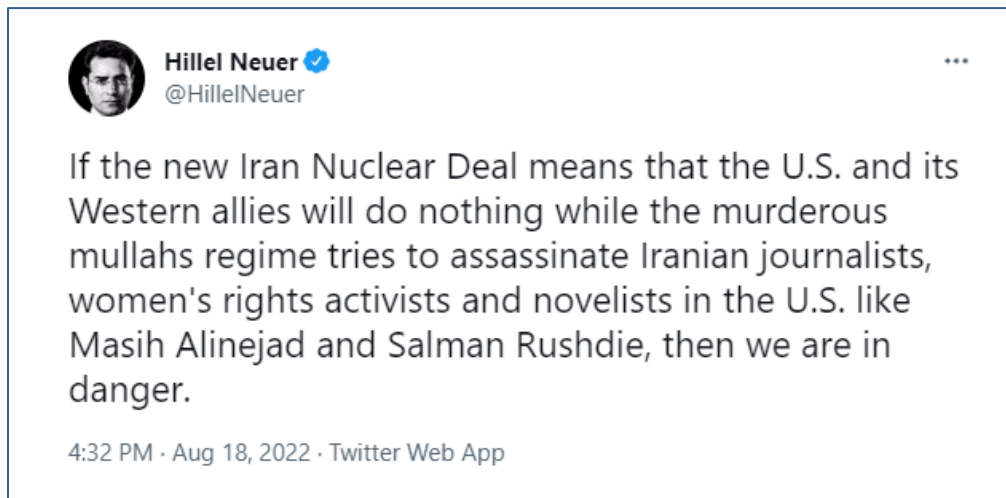 Hillel Neuer
@HillelNeuer
If the new Iran Nuclear Deal means that the U.S. and its
Western allies will do nothing while the murderous
mullahs regime tries to assassinate Iranian journalists,
women's rights activists and novelists in the U.S. like
Masih Alinejad and Salman Rushdie, then we are in
danger.
4:32 PM · Aug 18, 2022 · Twitter Web App